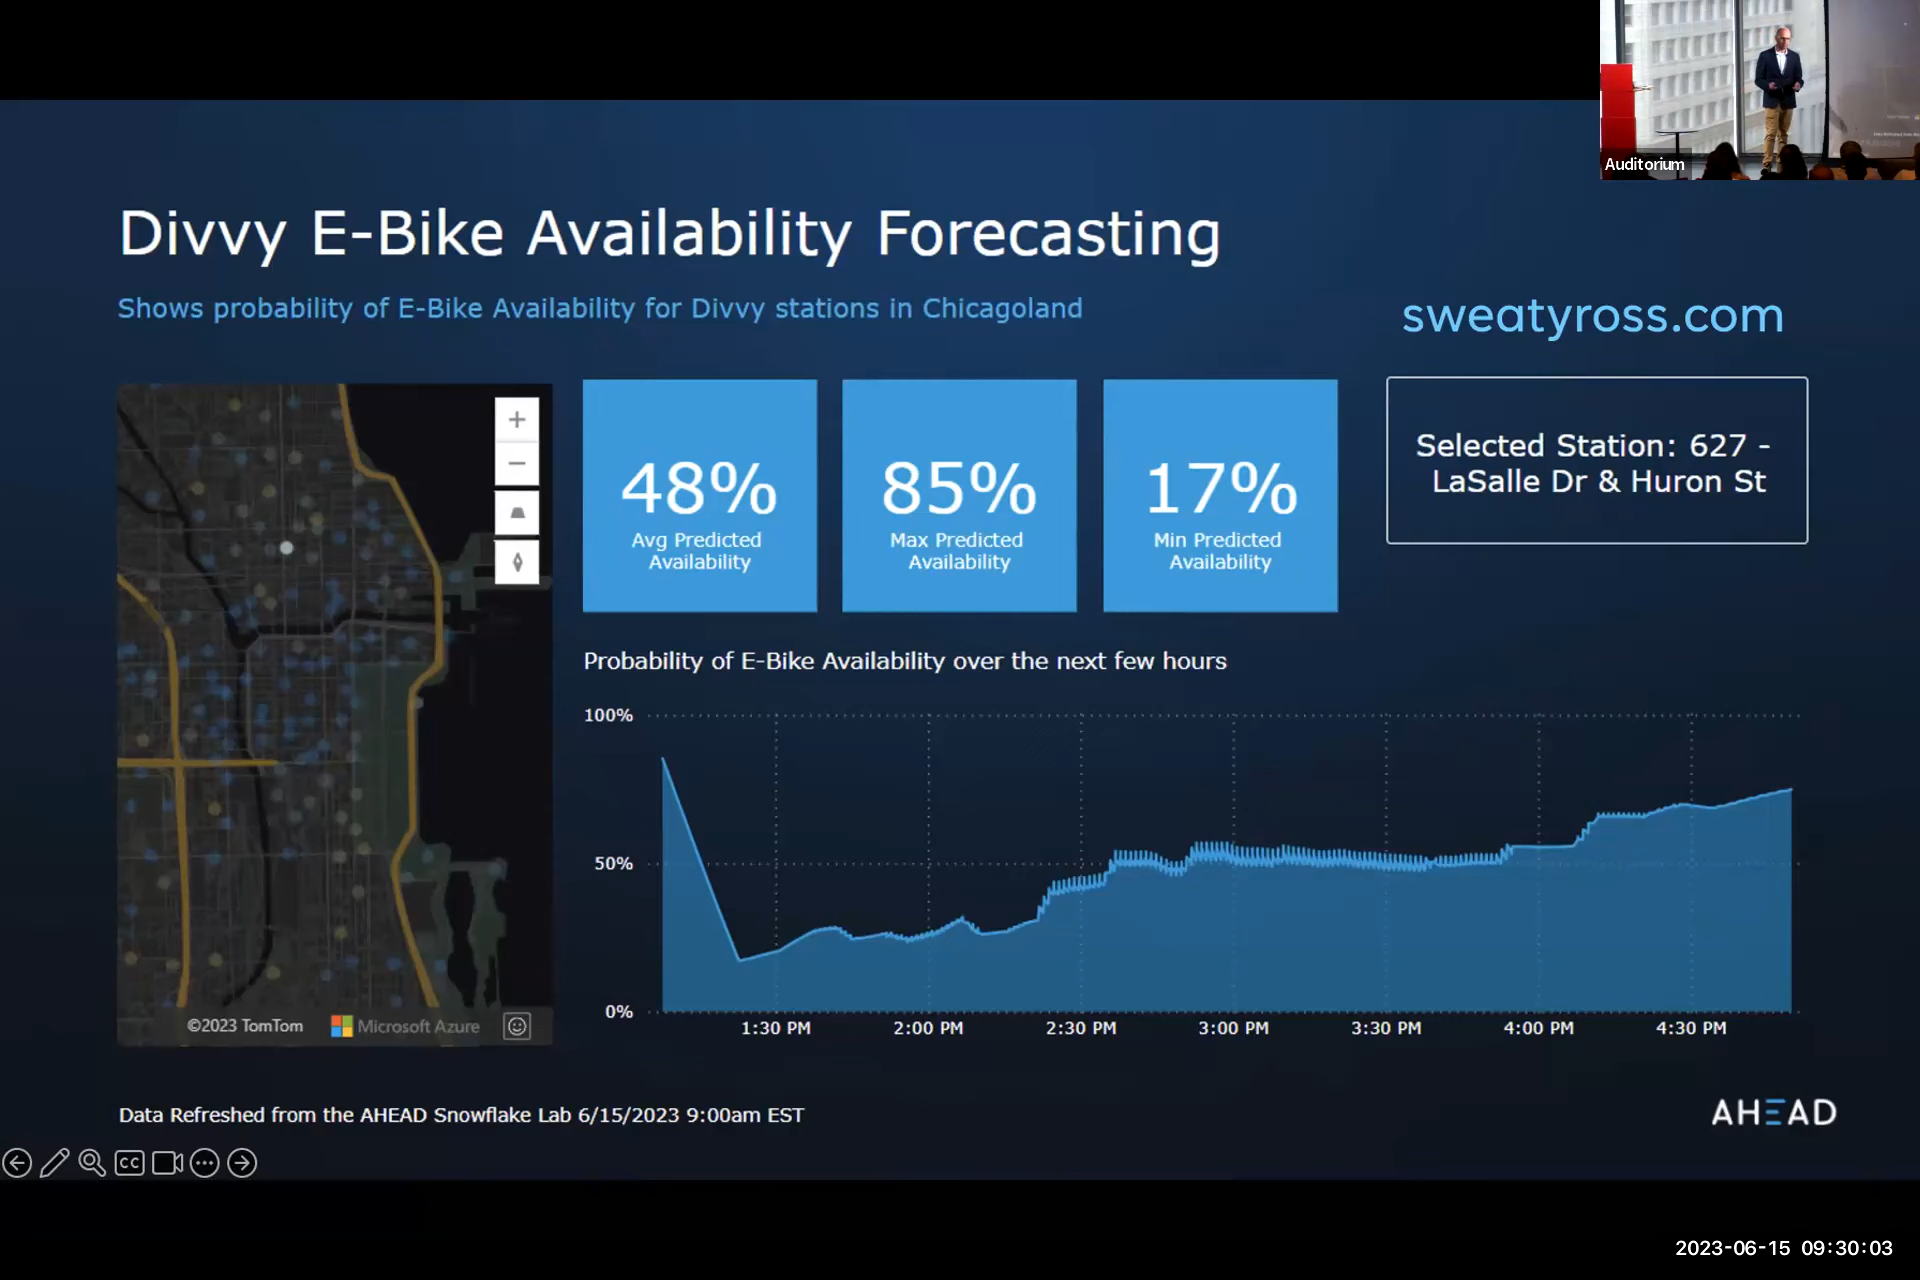 Auditorium
Divvy E-Bike Availability Forecasting
Shows probability of E-Bike Availability for Divvy stations in Chicagoland
sweatyross.com
48%
Avg Predicted
Availability
85%
Max Predicted
Availability
17%
Min Predicted
Availability
Selected Station: 627 -
LaSalle Dr & Huron St
Probability of E-Bike Availability over the next few hours
100%
50%
0%
1:30 PM 2:00 PM 2:30 PM 3:00 PM 3:30 PM 4:00 PM 4:30 PM
©2023 TomTom Microsoft Azure
Data Refreshed from the AHEAD Snowflake Lab 6/15/2023 9:00am EST
AHEAD
CC
2023-06-15 09:30:03